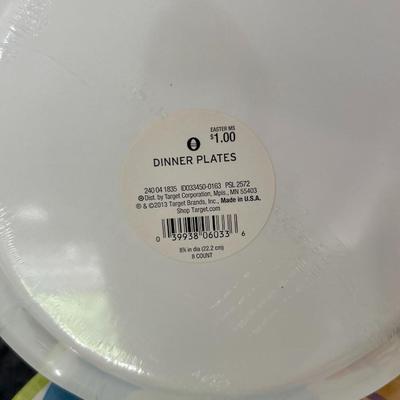 EASTER MS
$1.00
DINNER PLATES
240 04 1835 ID033450-0163 PSL 2572
Dist. by Target Corporation, Mpls., MN 55403
® & ©2013 Target Brands, Inc., Made in U.S.A.
Shop Target.com
0 39938 06033 6
8¾ in dia (22.2 cm)
8 COUNT